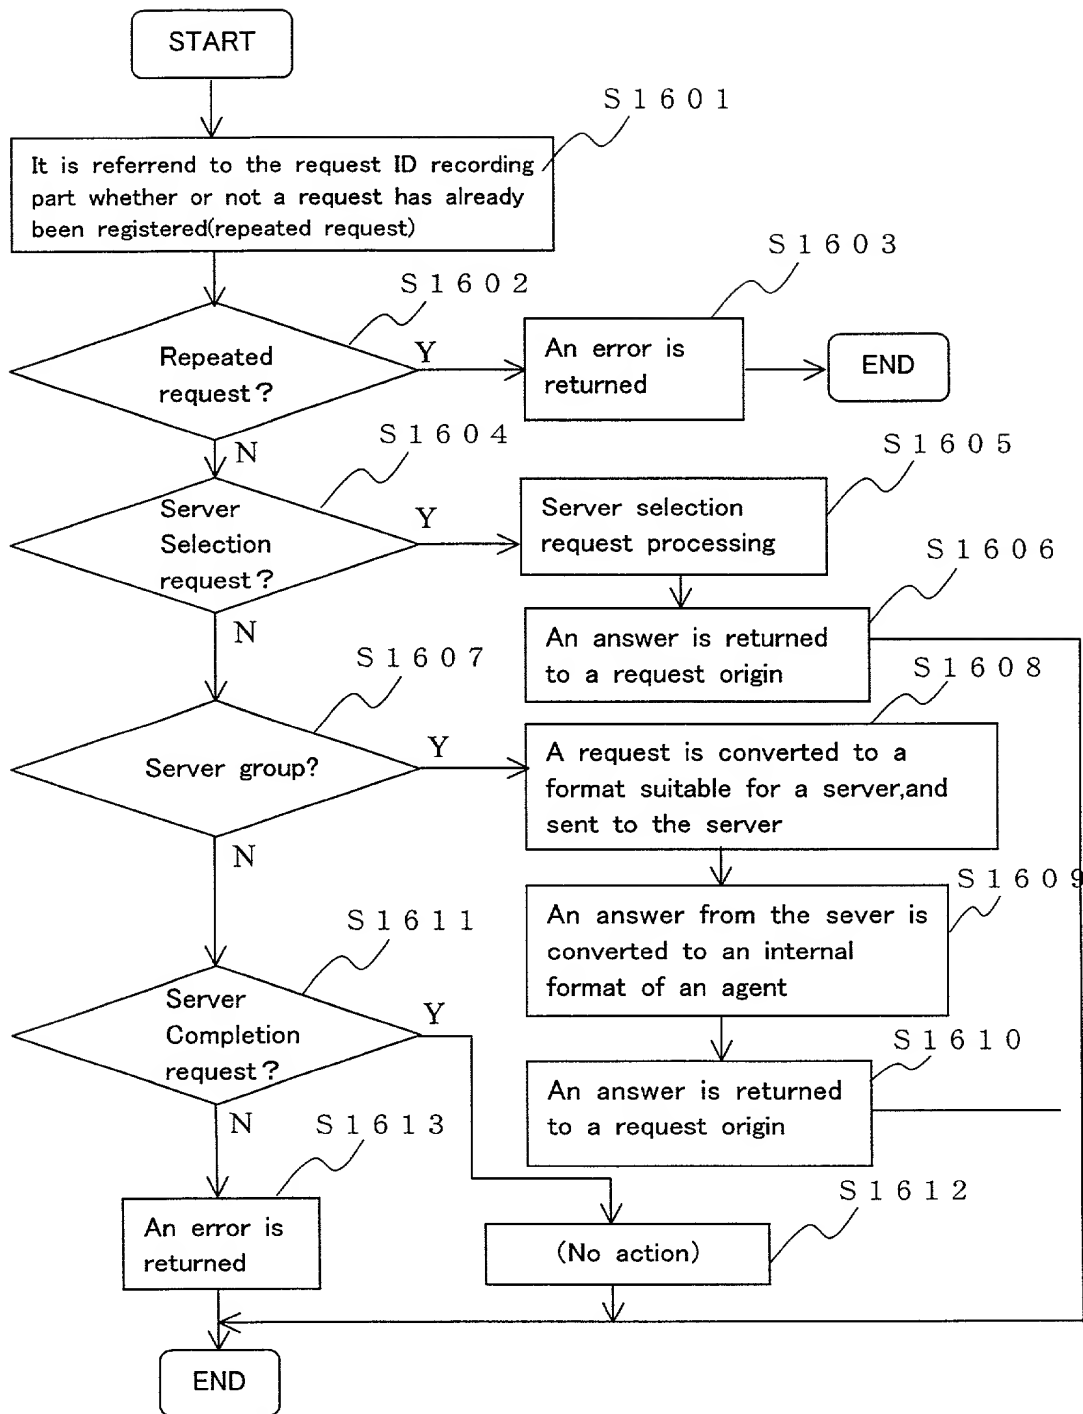 START
S1601
It is referrend to the request ID recording
part whether or not a request has already
been registered(repeated request)
S1602
S1603
Repeated
request?
Y
An error is
returned
END
N
S1604
S1605
Server
Selection
request?
Y
Server selection
request processing
S1606
N
An answer is returned
to a request origin
S1607
S1608
Server group?
Y
A request is converted to a
format suitable for a server,and
sent to the server
N
S1609
An answer from the sever is
converted to an internal
format of an agent
S1611
Server
Completion
request?
Y
S1610
An answer is returned
to a request origin
N
S1613
S1612
An error is
returned
(No action)
END